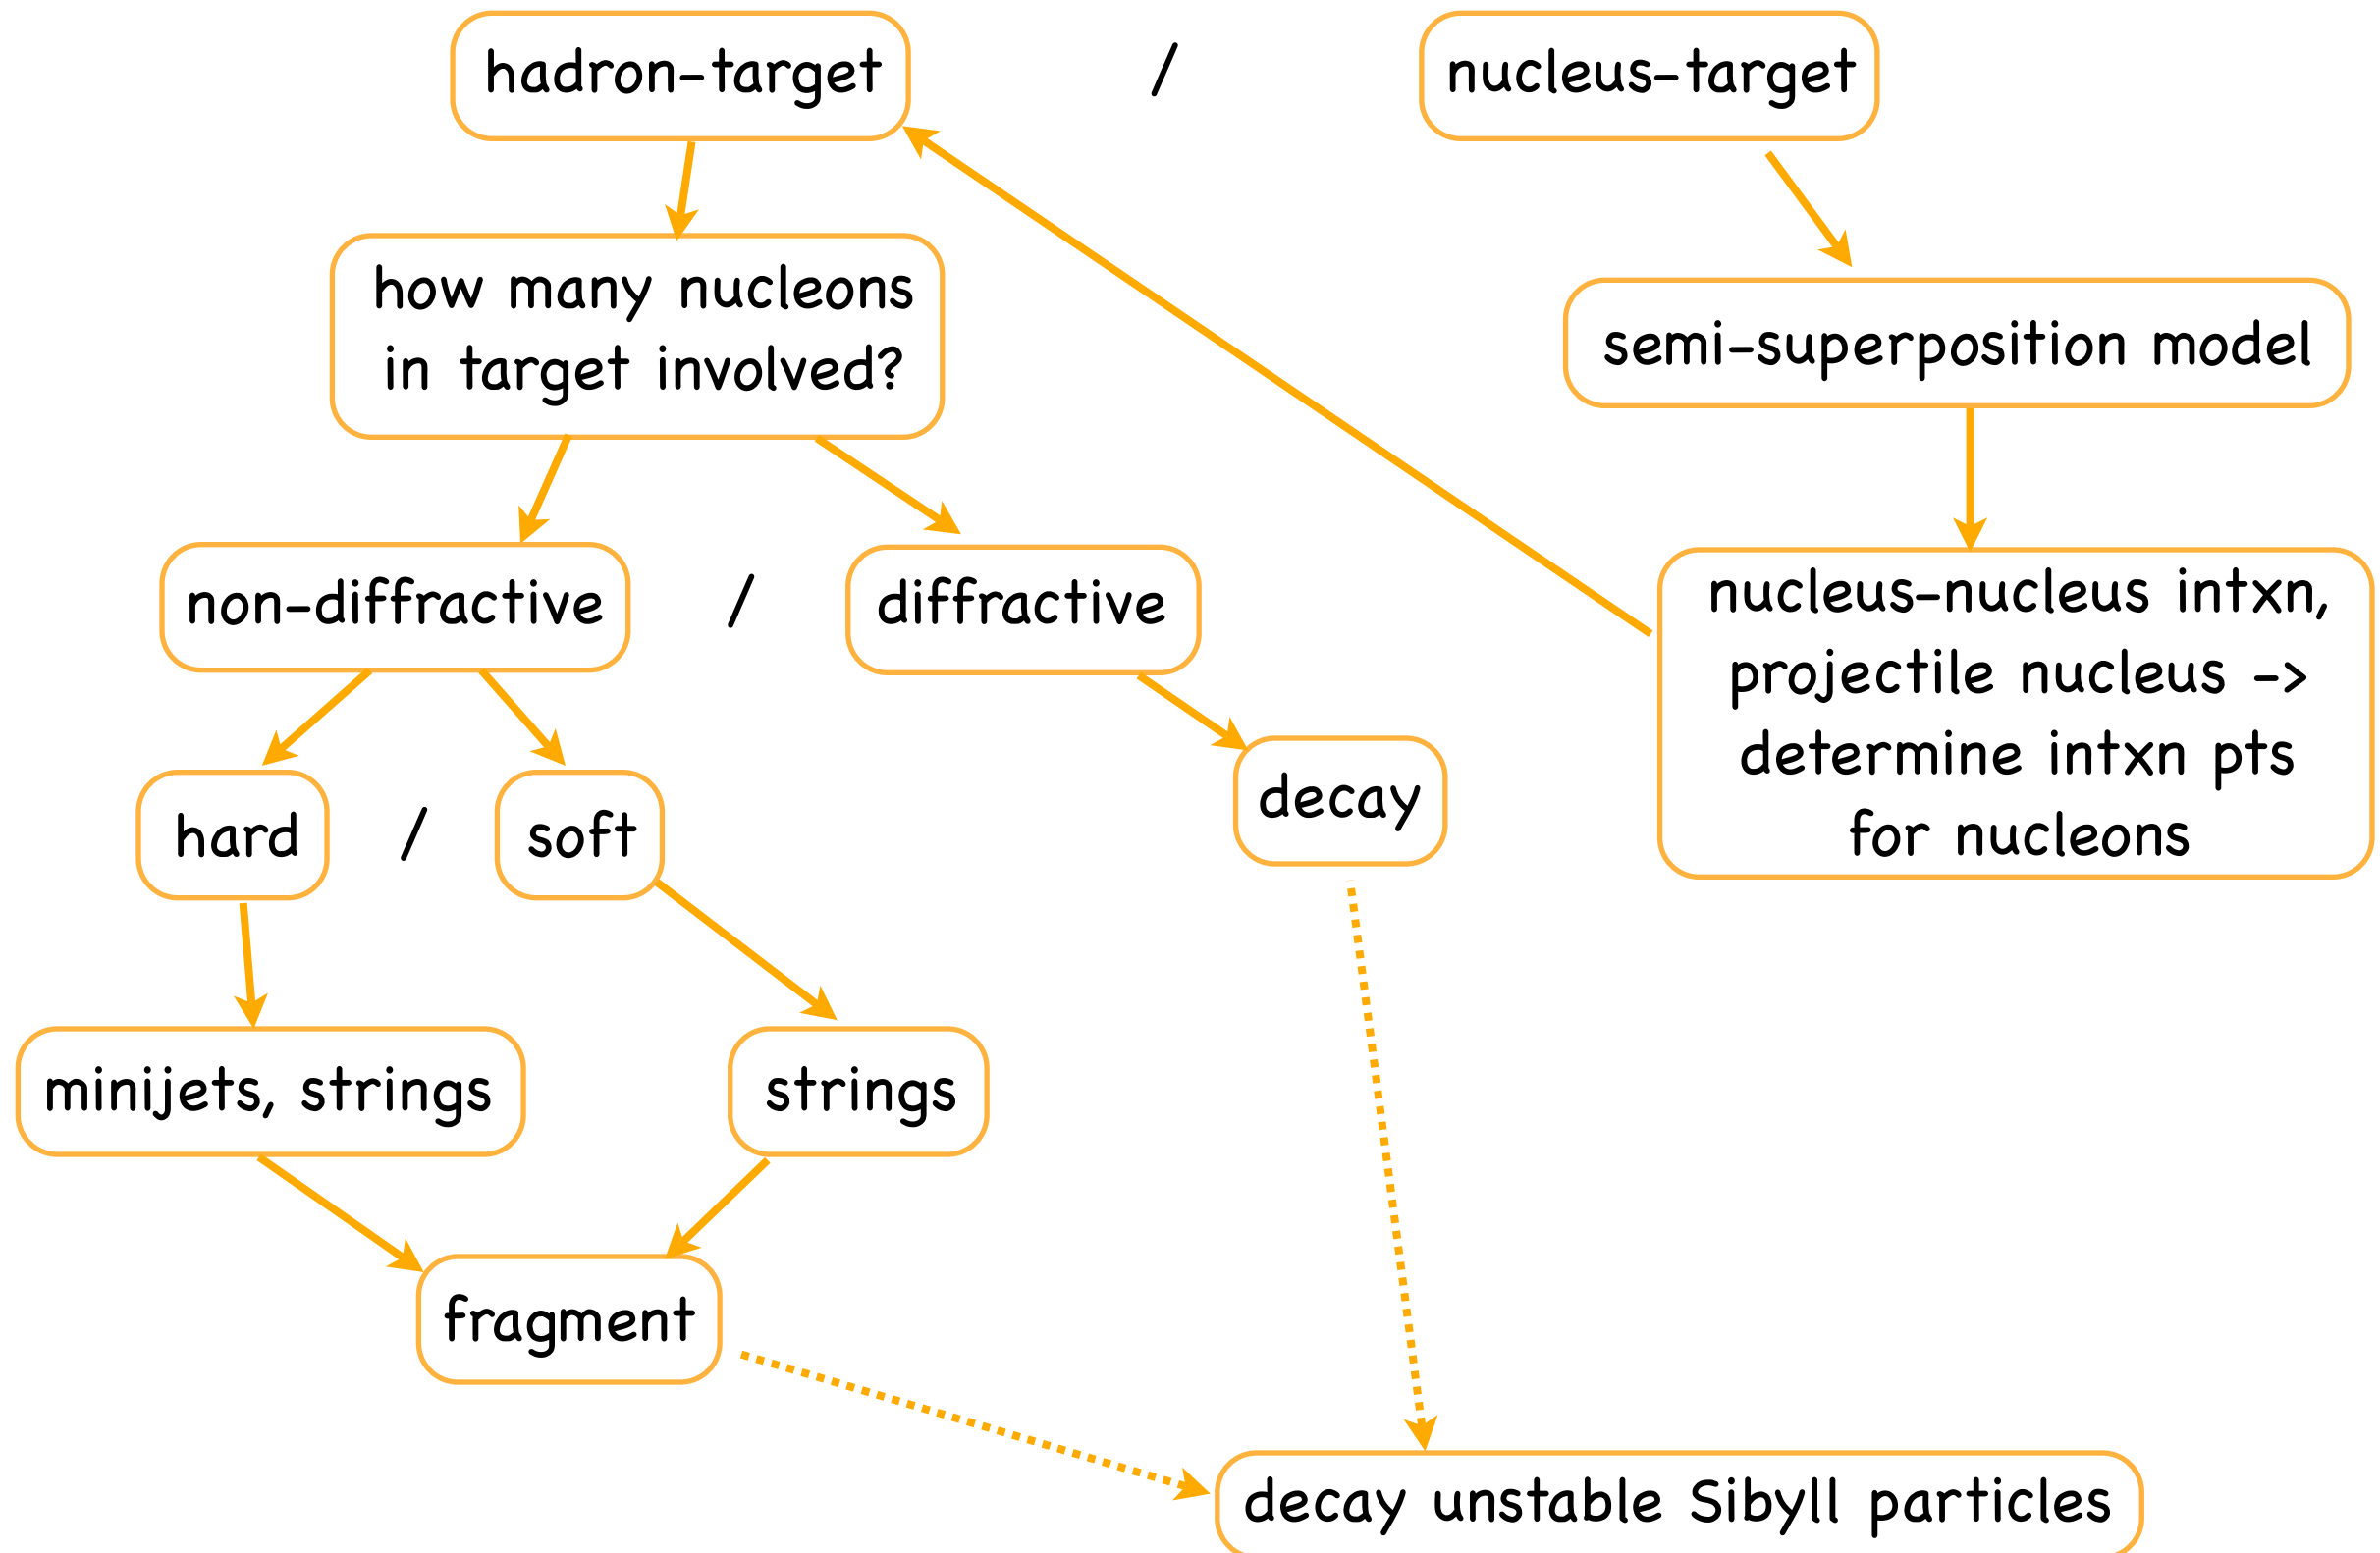 hadron-target / nucleus-target
how many nucleons
in target involved?
semi-superposition model
non-diffractive / diffractive
nucleus-nucleus intxn,
projectile nucleus ->
determine intxn pts
for nucleons
hard / soft
decay
minijets, strings
strings
fragment
decay unstable Sibyll particles